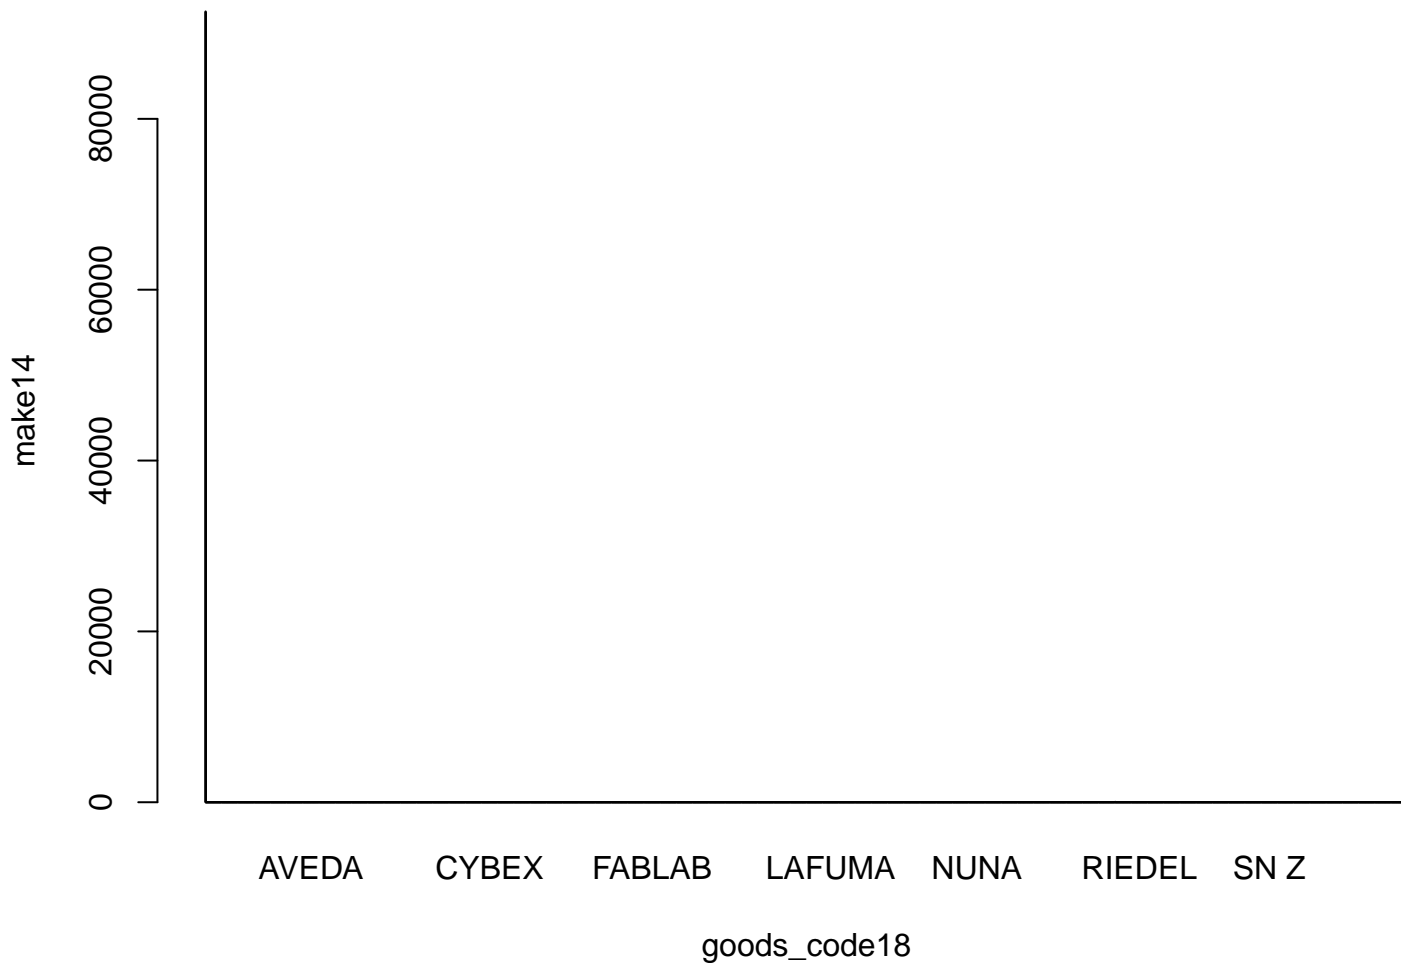 80000
60000
40000
20000
0
make14
AVEDA CYBEX FABLAB LAFUMA NUNA RIEDEL SN Z
goods_code18